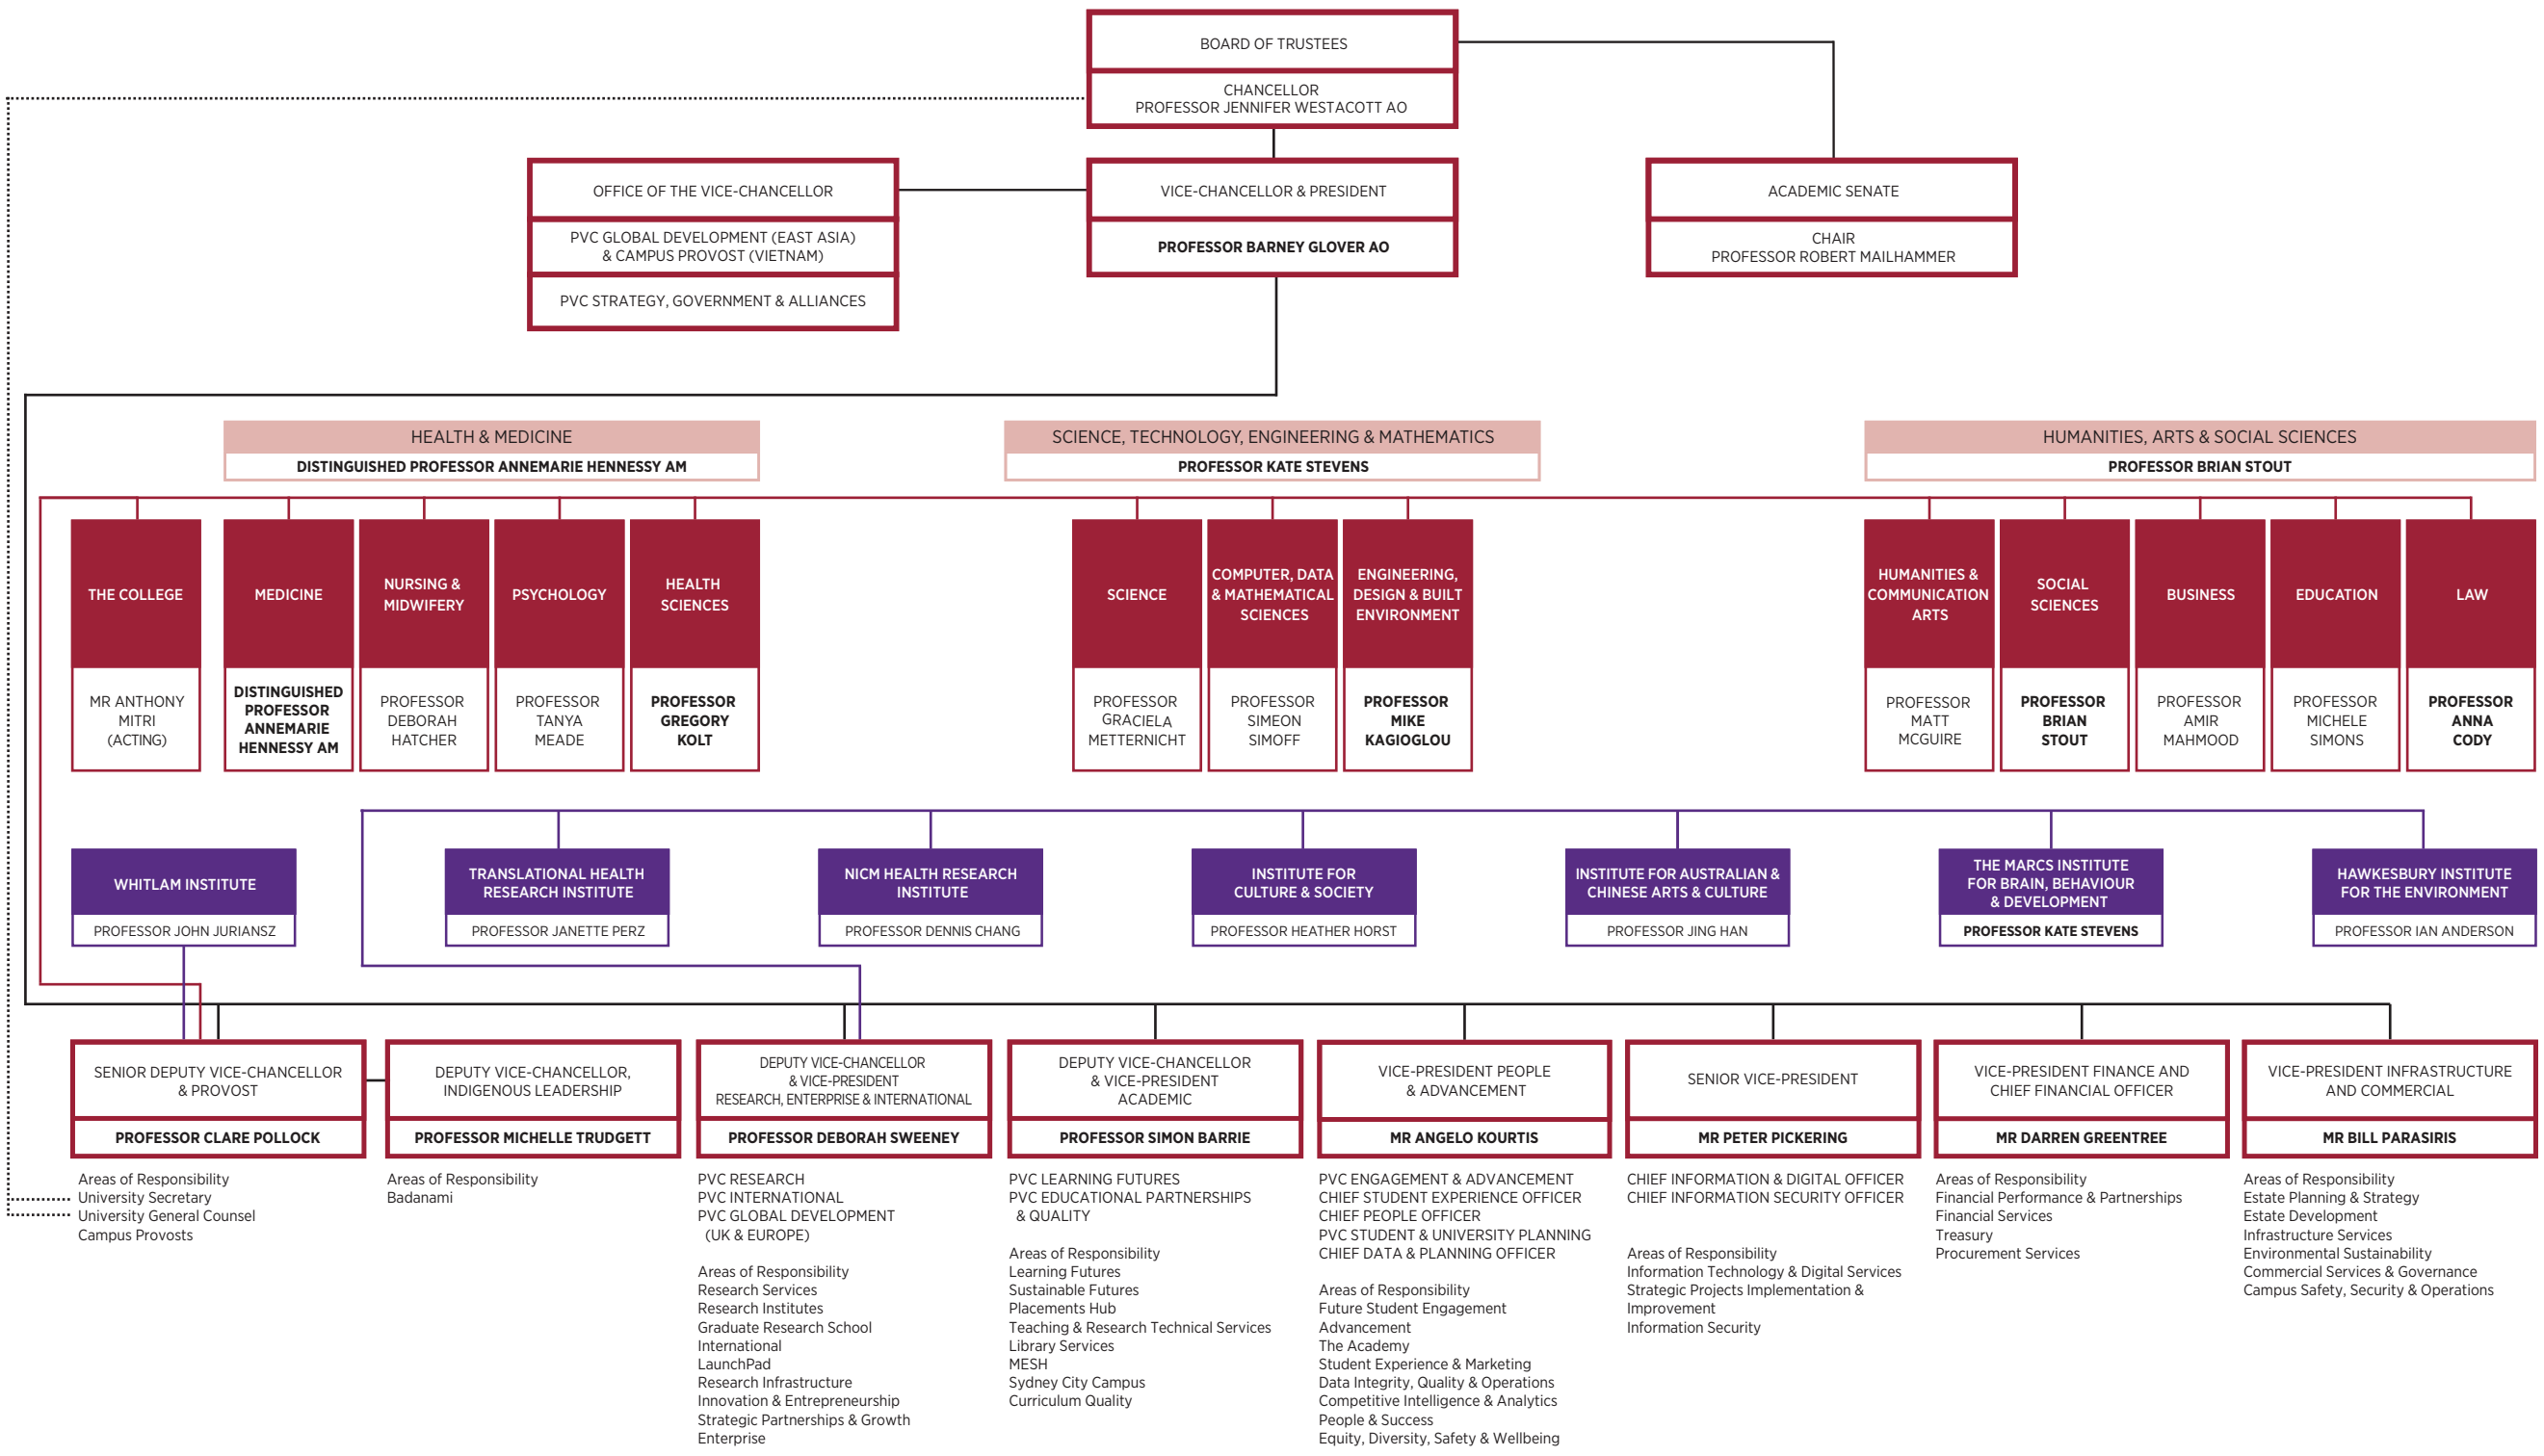 BOARD OF TRUSTEES
CHANCELLOR
PROFESSOR JENNIFER WESTACOTT AO
OFFICE OF THE VICE-CHANCELLOR
PVC GLOBAL DEVELOPMENT (EAST ASIA)
& CAMPUS PROVOST (VIETNAM)
PVC STRATEGY, GOVERNMENT & ALLIANCES
VICE-CHANCELLOR & PRESIDENT
PROFESSOR BARNEY GLOVER AO
ACADEMIC SENATE
CHAIR
PROFESSOR ROBERT MAILHAMMER
HEALTH & MEDICINE
DISTINGUISHED PROFESSOR ANNEMARIE HENNESSY AM
SCIENCE, TECHNOLOGY, ENGINEERING & MATHEMATICS
PROFESSOR KATE STEVENS
HUMANITIES, ARTS & SOCIAL SCIENCES
PROFESSOR BRIAN STOUT
THE COLLEGE
MR ANTHONY
MITRI
(ACTING)
MEDICINE
DISTINGUISHED
PROFESSOR
ANNEMARIE
HENNESSY AM
NURSING &
MIDWIFERY
PROFESSOR
DEBORAH
HATCHER
PSYCHOLOGY
PROFESSOR
TANYA
MEADE
HEALTH
SCIENCES
PROFESSOR
GREGORY
KOLT
SCIENCE
PROFESSOR
GRACIELA
METTERNICHT
COMPUTER, DATA
& MATHEMATICAL
SCIENCES
PROFESSOR
SIMEON
SIMOFF
ENGINEERING,
DESIGN & BUILT
ENVIRONMENT
PROFESSOR
MIKE
KAGIOGLOU
HUMANITIES &
COMMUNICATION
ARTS
PROFESSOR
MATT
MCGUIRE
SOCIAL
SCIENCES
PROFESSOR
BRIAN
STOUT
BUSINESS
PROFESSOR
AMIR
MAHMOOD
EDUCATION
PROFESSOR
MICHELE
SIMONS
LAW
PROFESSOR
ANNA
CODY
WHITLAM INSTITUTE
PROFESSOR JOHN JURIANSZ
TRANSLATIONAL HEALTH
RESEARCH INSTITUTE
PROFESSOR JANETTE PERZ
NICM HEALTH RESEARCH
INSTITUTE
PROFESSOR DENNIS CHANG
INSTITUTE FOR
CULTURE & SOCIETY
PROFESSOR HEATHER HORST
INSTITUTE FOR AUSTRALIAN &
CHINESE ARTS & CULTURE
PROFESSOR JING HAN
THE MARCS INSTITUTE
FOR BRAIN, BEHAVIOUR
& DEVELOPMENT
PROFESSOR KATE STEVENS
HAWKESBURY INSTITUTE
FOR THE ENVIRONMENT
PROFESSOR IAN ANDERSON
SENIOR DEPUTY VICE-CHANCELLOR
& PROVOST
PROFESSOR CLARE POLLOCK
Areas of Responsibility
University Secretary
University General Counsel
Campus Provosts
DEPUTY VICE-CHANCELLOR,
INDIGENOUS LEADERSHIP
PROFESSOR MICHELLE TRUDGETT
Areas of Responsibility
Badanami
DEPUTY VICE-CHANCELLOR
& VICE-PRESIDENT
RESEARCH, ENTERPRISE & INTERNATIONAL
PROFESSOR DEBORAH SWEENEY
PVC RESEARCH
PVC INTERNATIONAL
PVC GLOBAL DEVELOPMENT
(UK & EUROPE)
Areas of Responsibility
Research Services
Research Institutes
Graduate Research School
International
LaunchPad
Research Infrastructure
Innovation & Entrepreneurship
Strategic Partnerships & Growth
Enterprise
DEPUTY VICE-CHANCELLOR
& VICE-PRESIDENT
ACADEMIC
PROFESSOR SIMON BARRIE
PVC LEARNING FUTURES
PVC EDUCATIONAL PARTNERSHIPS
& QUALITY
Areas of Responsibility
Learning Futures
Sustainable Futures
Placements Hub
Teaching & Research Technical Services
Library Services
MESH
Sydney City Campus
Curriculum Quality
VICE-PRESIDENT PEOPLE
& ADVANCEMENT
MR ANGELO KOURTIS
PVC ENGAGEMENT & ADVANCEMENT
CHIEF STUDENT EXPERIENCE OFFICER
CHIEF PEOPLE OFFICER
PVC STUDENT & UNIVERSITY PLANNING
CHIEF DATA & PLANNING OFFICER
Areas of Responsibility
Future Student Engagement
Advancement
The Academy
Student Experience & Marketing
Data Integrity, Quality & Operations
Competitive Intelligence & Analytics
People & Success
Equity, Diversity, Safety & Wellbeing
SENIOR VICE-PRESIDENT
MR PETER PICKERING
CHIEF INFORMATION & DIGITAL OFFICER
CHIEF INFORMATION SECURITY OFFICER
Areas of Responsibility
Information Technology & Digital Services
Strategic Projects Implementation &
Improvement
Information Security
VICE-PRESIDENT FINANCE AND
CHIEF FINANCIAL OFFICER
MR DARREN GREENTREE
Areas of Responsibility
Financial Performance & Partnerships
Financial Services
Treasury
Procurement Services
VICE-PRESIDENT INFRASTRUCTURE
AND COMMERCIAL
MR BILL PARASIRIS
Areas of Responsibility
Estate Planning & Strategy
Estate Development
Infrastructure Services
Environmental Sustainability
Commercial Services & Governance
Campus Safety, Security & Operations